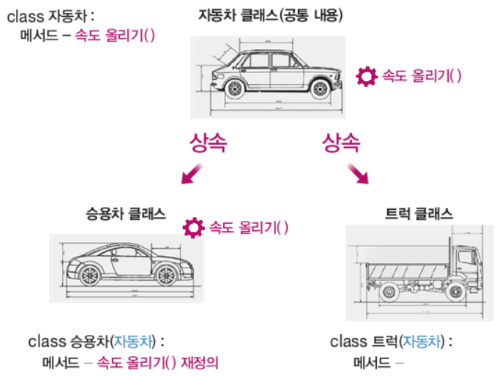 class 자동차 :
메서드 – 속도 올리기( )
자동차 클래스(공통 내용)
속도 올리기( )
상속
상속
승용차 클래스
속도 올리기( )
트럭 클래스
class 승용차(자동차) :
메서드 – 속도 올리기( ) 재정의
class 트럭(자동차) :
메서드 –